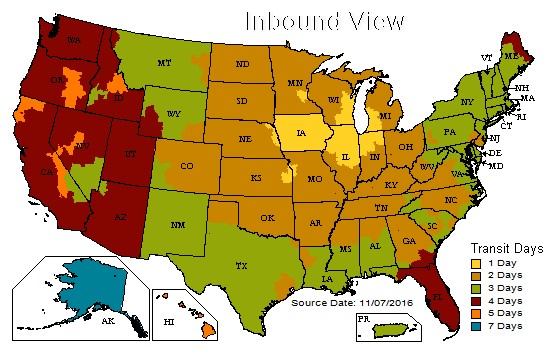 Inbound View
WA
OR
CA
NV
ID
MT
WY
UT
AZ
CO
NM
ND
SD
NE
KS
OK
TX
MN
IA
MO
AR
LA
WI
IL
MI
IN
OH
KY
TN
MS
AL
GA
FL
SC
NC
VA
WV
PA
NY
VT
ME
NH
MA
RI
CT
NJ
DE
MD
AK
HI
PR
Source Date: 11/07/2016
Transit Days
1 Day
2 Days
3 Days
4 Days
5 Days
7 Days